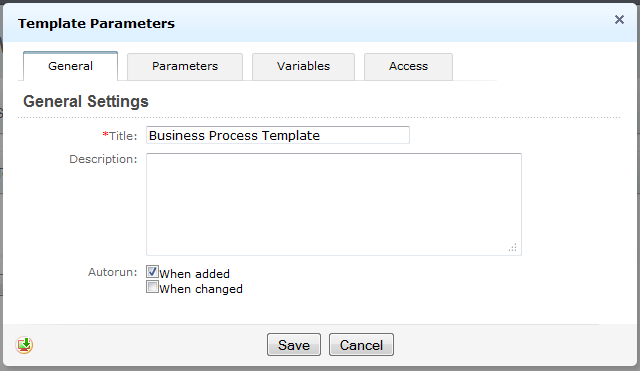 Template Parameters
General Parameters Variables Access
General Settings
*Title: Business Process Template
Description:
Autorun: When added
When changed
Save Cancel